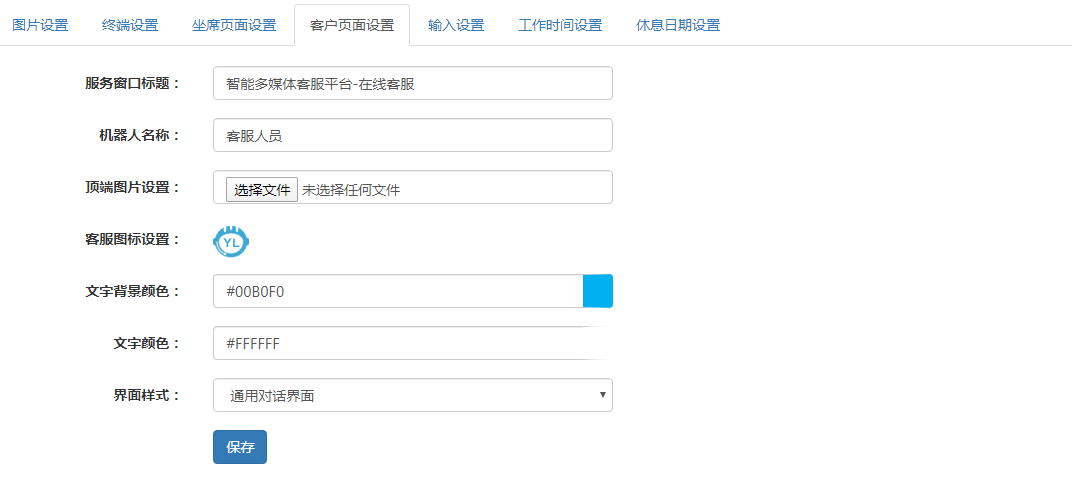 图片设置 终端设置 坐席页面设置 客户页面设置 输入设置 工作时间设置 休息日期设置
服务窗口标题： 智能多媒体客服平台-在线客服
机器人名称： 客服人员
顶端图片设置： 选择文件 未选择任何文件
客服图标设置： YL
文字背景颜色： #00B0F0
文字颜色： #FFFFFF
界面样式： 通用对话界面
保存